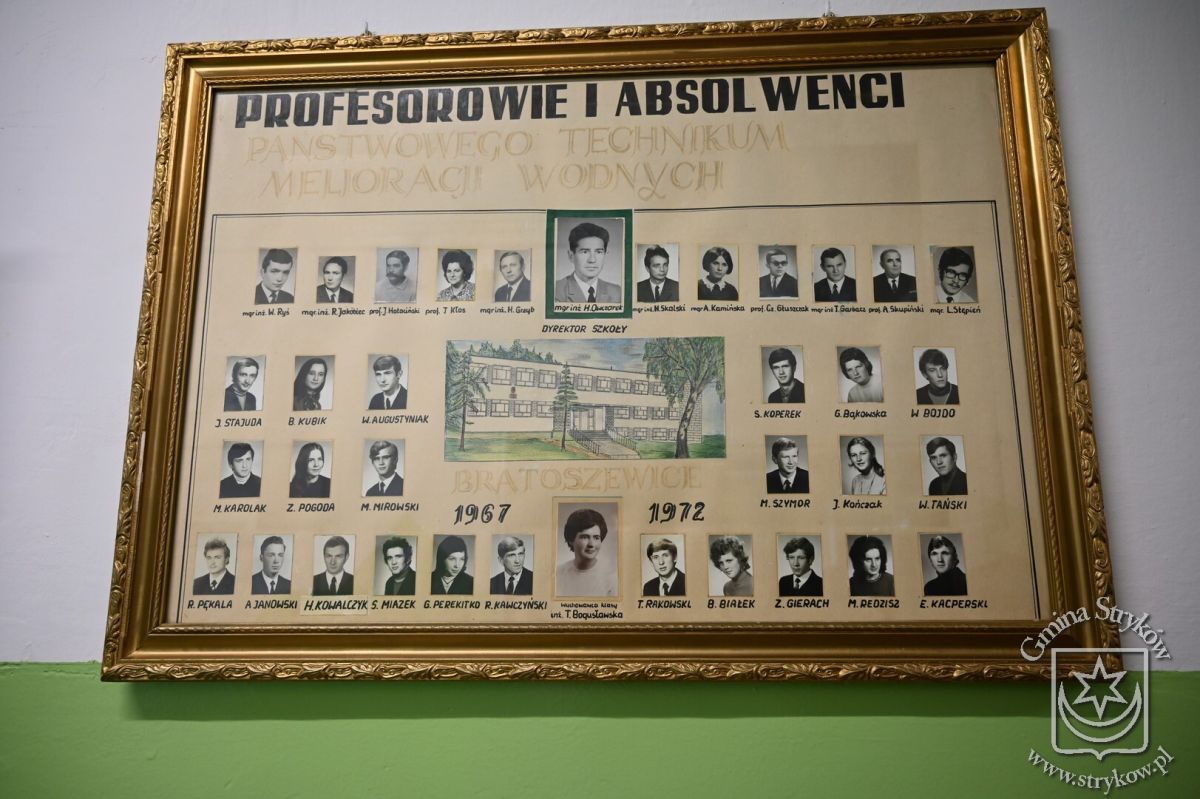 PROFESOROWIE I ABSOLWENCI
PAŃSTWOWEGO TECHNIKUM
MELIORACJI WODNYCH
mgr inż. W. Ryś mgr. inż. R. Jakóbiec prof. J. prof. T Kłos mgr inż. H. Grzyb mgr inż H. Owczarek mgr inż. N. Skalski mgr A. Kamińska prof. Cz. Głuszczak mgr inż T. Garbacz prof. A. Skupiński mgr. L. Stępień
DYREKTOR SZKOŁY
J. STAJUDA B. KUBIK W. AUGUSTYNIAK S. KOPEREK G. Bąkowska W BOJDO
M. KAROLAK Z. POGODA M. MIROWSKI M. SZYMOR J. Kończak W. TAŃSKI
BRATOSZEWICE
1967 1972
R. PĘKALA A JANOWSKI H. KOWALCZYK S. MIAZEK G. PEREKITKO R. KAWCZYŃSKI wychowawca klasy T. RAKOWSKI B. BIAŁEK Z. GIERACH M. REDZISZ E. KACPERSKI
inż. T. Bogusławska
Gmina Stryków
www.strykow.pl